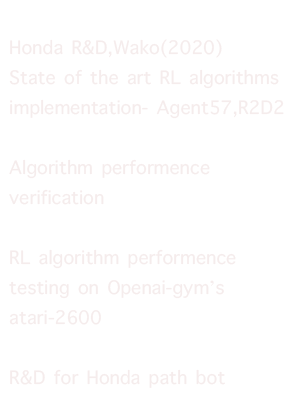 Honda R&D,Wako(2020)
State of the art RL algorithms
implementation- Agent57,R2D2
Algorithm performence
verification
RL algorithm performence
testing on Openai-gym's
atari-2600
R&D for Honda path bot